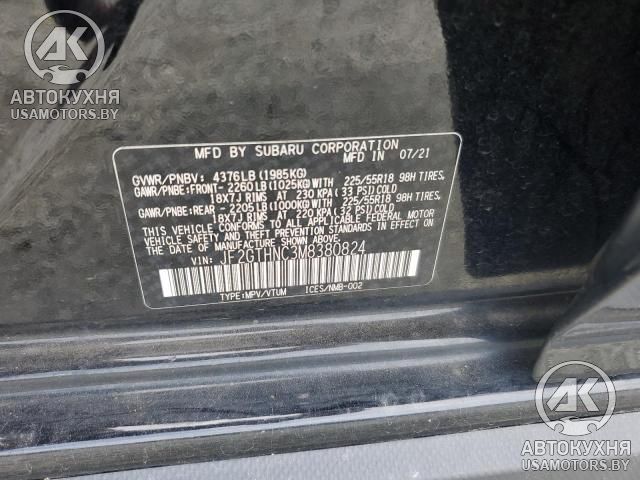 АК
АВТОКУХНЯ
USAMOTORS.BY
MFD BY SUBARU CORPORATION
GVWR/PNBV: 4376LB(1985KG) MFD IN 07/21
GAWR/PNBE:FRONT- 2260LB(1025KG)WITH 225/55R18 98H TIRES
18X7J RIMS AT 230 KPA( 33 PSI)COLD
GAWR/PNBE:REAR - 2205LB(1000KG)WITH 225/55R18 98H TIRES
18X7J RIMS AT 220 KPA( 32 PSI)COLD
THIS VEHICLE CONFORMS TO ALL APPLICABLE FEDERAL MOTOR
VEHICLE SAFETY, BUMPER, AND THEFT PREVENTION STANDARDS
IN EFFECT ON THE DATE OF MANUFACTURE SHOWN ABOVE.
VIN: JF2GTHNC3M8380824
TYPE:MPV/VTUM ICES/NMB-002
АК
АВТОКУХНЯ
USAMOTORS.BY